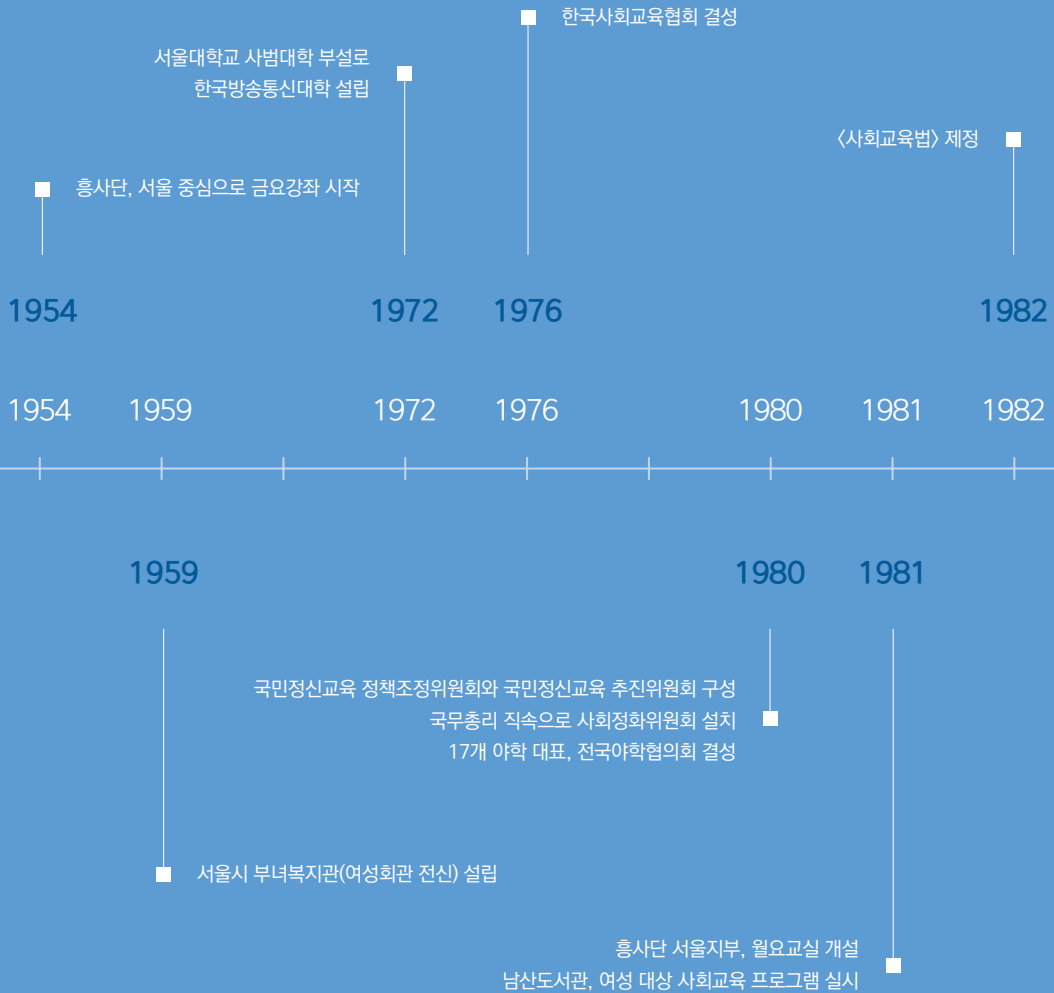 한국사회교육협회 결성
서울대학교 사범대학 부설로
한국방송통신대학 설립
〈사회교육법〉 제정
흥사단, 서울 중심으로 금요강좌 시작
1954 1972 1976 1982
1954 1959 1972 1976 1980 1981 1982
1959 1980 1981
국민정신교육 정책조정위원회와 국민정신교육 추진위원회 구성
국무총리 직속으로 사회정화위원회 설치
17개 야학 대표, 전국야학협의회 결성
서울시 부녀복지관(여성회관 전신) 설립
흥사단 서울지부, 월요교실 개설
남산도서관, 여성 대상 사회교육 프로그램 실시